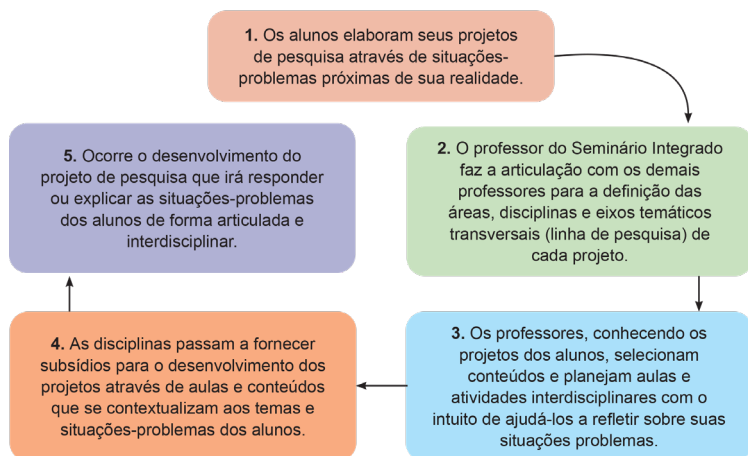 1. Os alunos elaboram seus projetos
de pesquisa através de situações-
problemas próximas de sua realidade.
2. O professor do Seminário Integrado
faz a articulação com os demais
professores para a definição das
áreas, disciplinas e eixos temáticos
transversais (linha de pesquisa) de
cada projeto.
3. Os professores, conhecendo os
projetos dos alunos, selecionam
conteúdos e planejam aulas e
atividades interdisciplinares com o
intuito de ajudá-los a refletir sobre suas
situações problemas.
4. As disciplinas passam a fornecer
subsídios para o desenvolvimento dos
projetos através de aulas e conteúdos
que se contextualizam aos temas e
situações-problemas dos alunos.
5. Ocorre o desenvolvimento do
projeto de pesquisa que irá responder
ou explicar as situações-problemas
dos alunos de forma articulada e
interdisciplinar.